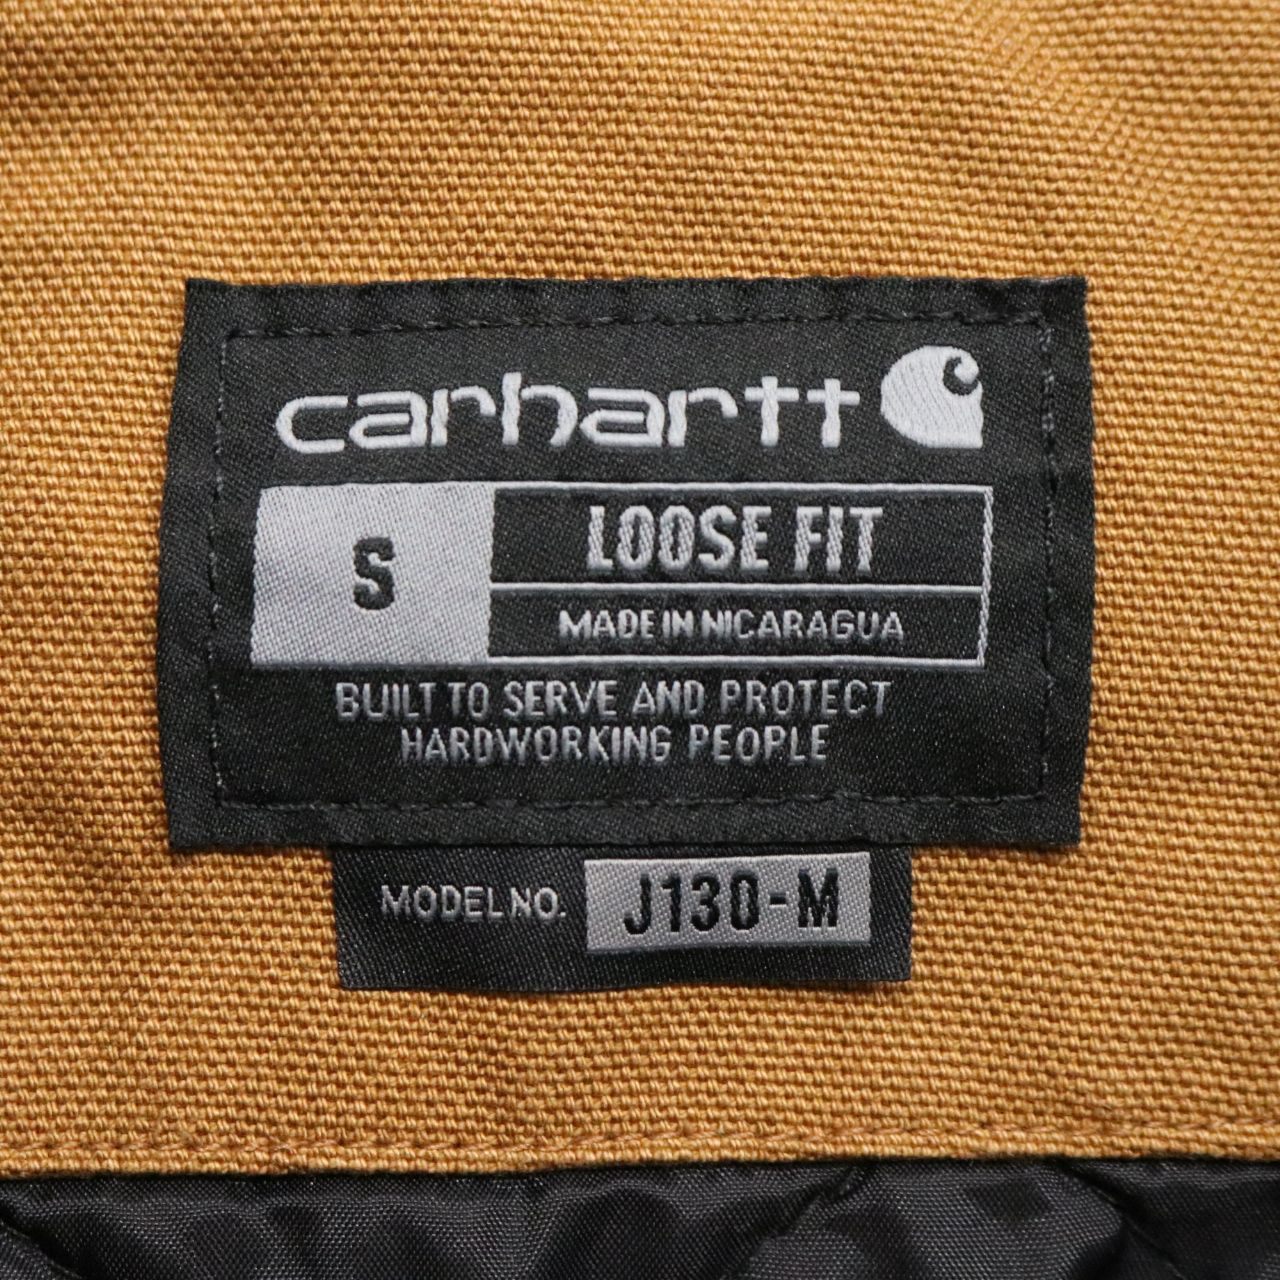 carhartt
S
LOOSE FIT
MADE IN NICARAGUA
BUILT TO SERVE AND PROTECT
HARDWORKING PEOPLE
MODEL NO. J130-M